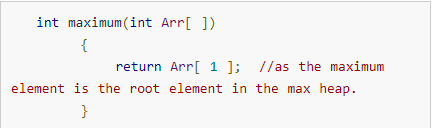 int maximum(int Arr[ ])
{
return Arr[ 1 ];  //as the maximum
element is the root element in the max heap.
}